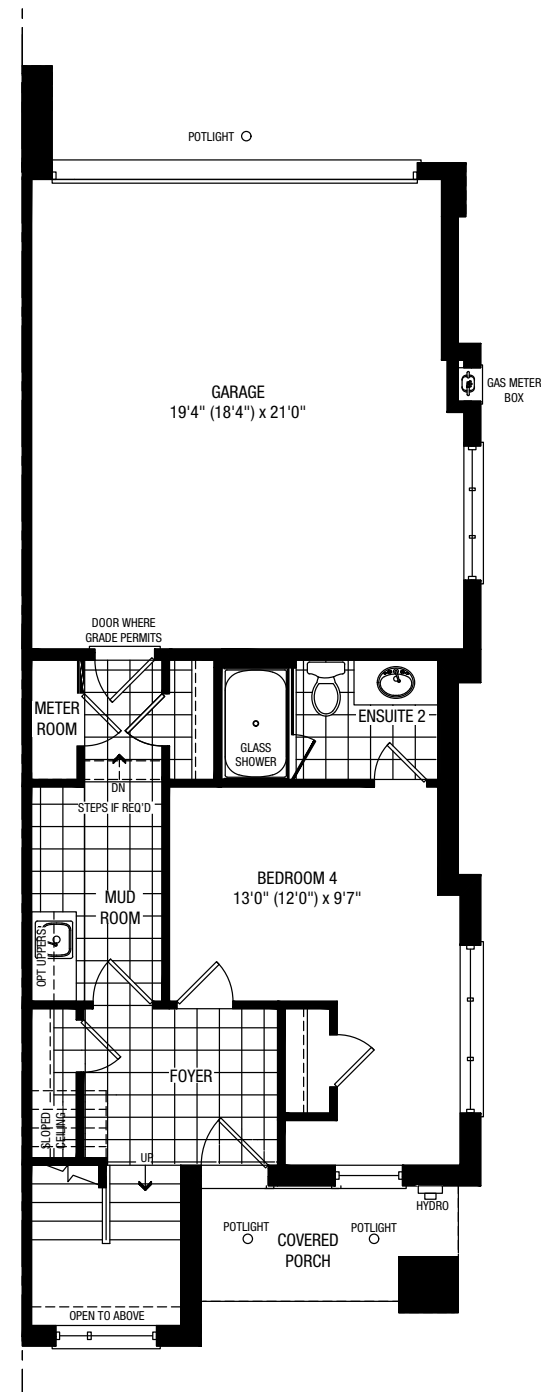 POTLIGHT
GARAGE
19'4" (18'4") x 21'0"
GAS METER
BOX
DOOR WHERE
GRADE PERMITS
METER
ROOM
ENSUITE 2
GLASS
SHOWER
DN
STEPS IF REQ'D
BEDROOM 4
13'0" (12'0") x 9'7"
MUD
ROOM
OPT UPPERS
FOYER
SLOPED
CEILING
UP
HYDRO
POTLIGHT
POTLIGHT
COVERED
PORCH
OPEN TO ABOVE